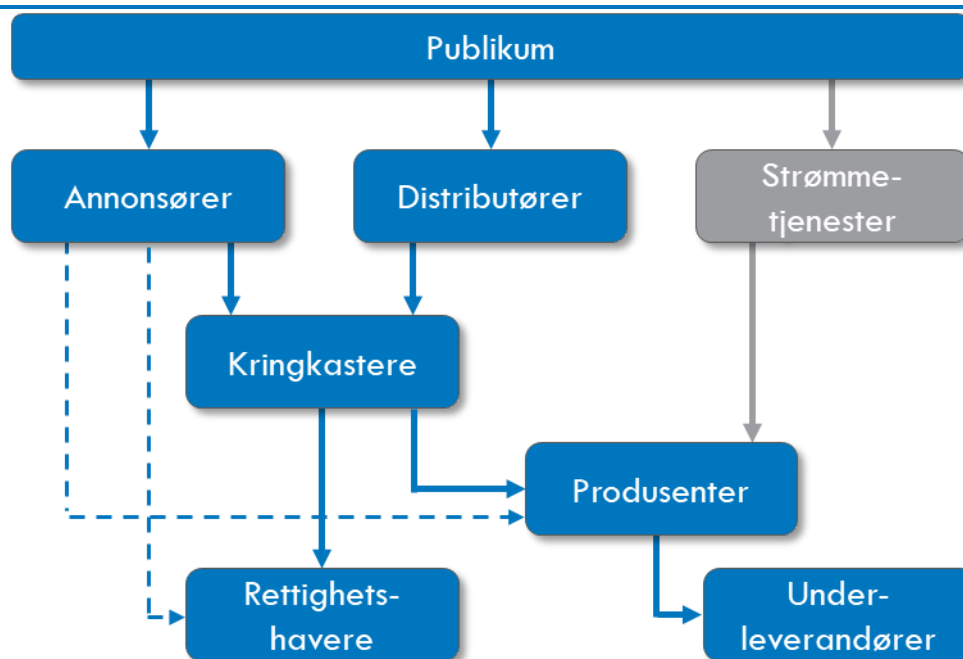 Publikum
Annonsører
Distributører
Strømme-
tjenester
Kringkastere
Produsenter
Rettighets-
havere
Under-
leverandører